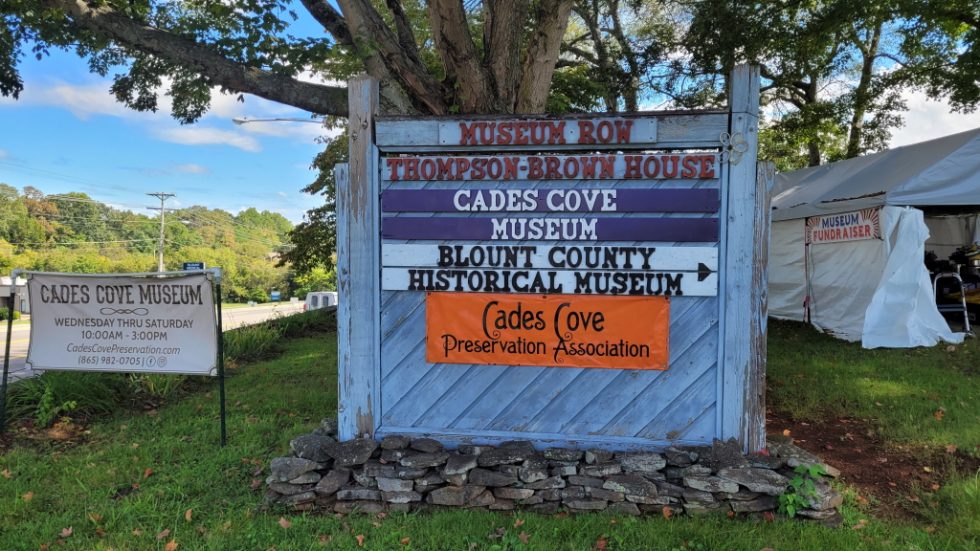 CADES COVE MUSEUM
WEDNESDAY THRU SATURDAY
10:00AM - 3:00PM
CadesCovePreservation.com
(865) 982-0705 |
MUSEUM ROW
THOMPSON-BROWN HOUSE
CADES COVE
MUSEUM
BLOUNT COUNTY
HISTORICAL MUSEUM
Cades Cove
Preservation Association
MUSEUM
FUNDRAISER